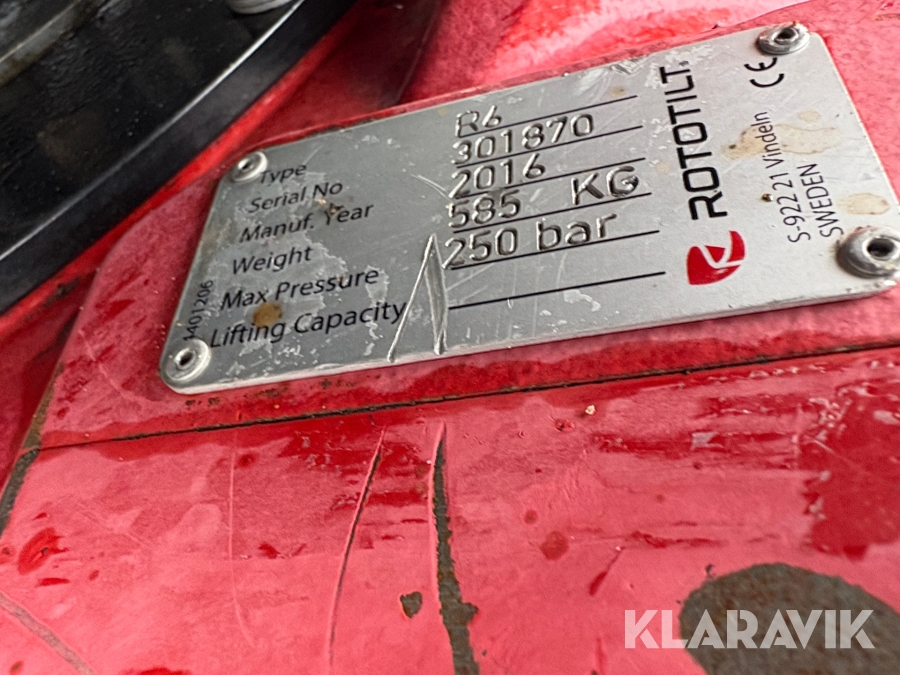 Type R6
Serial No 301870
Manuf. Year 2016
Weight 585 KG
Max Pressure 250 bar
Lifting Capacity
1401206
ROTOTILT
CE
S-922 21 Vindeln
SWEDEN
KLARAVIK